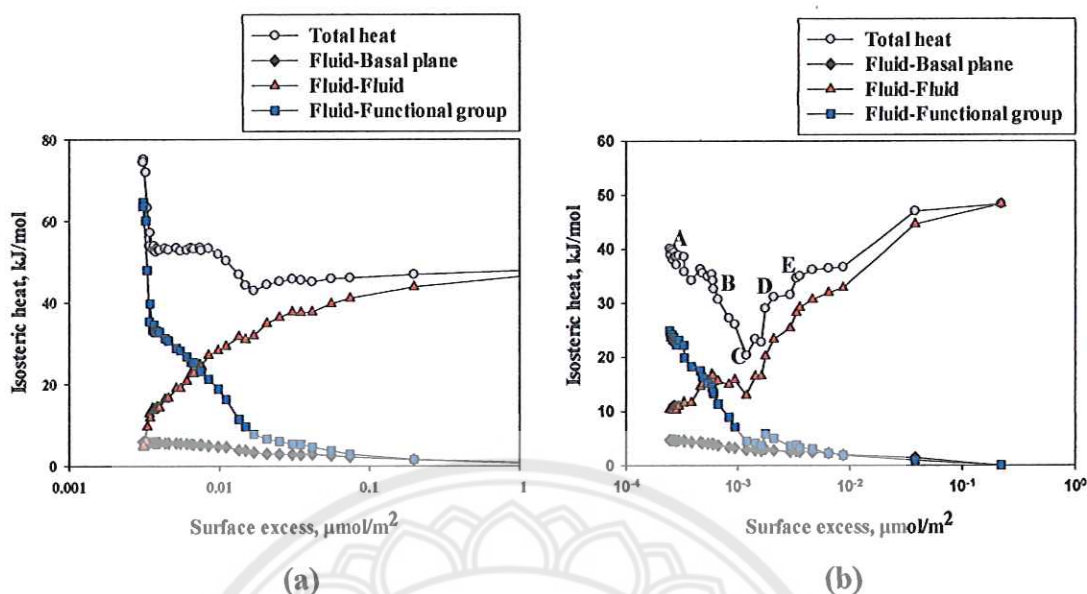 Total heat
Fluid-Basal plane
Fluid-Fluid
Fluid-Functional group
Isosteric heat, kJ/mol
80
60
40
20
0
0.001
0.01
0.1
1
Surface excess, µmol/m²
(a)
Total heat
Fluid-Basal plane
Fluid-Fluid
Fluid-Functional group
Isosteric heat, kJ/mol
60
50
40
30
20
10
0
A
B
C
D
E
10⁻⁴
10⁻³
10⁻²
10⁻¹
10⁰
Surface excess, µmol/m²
(b)